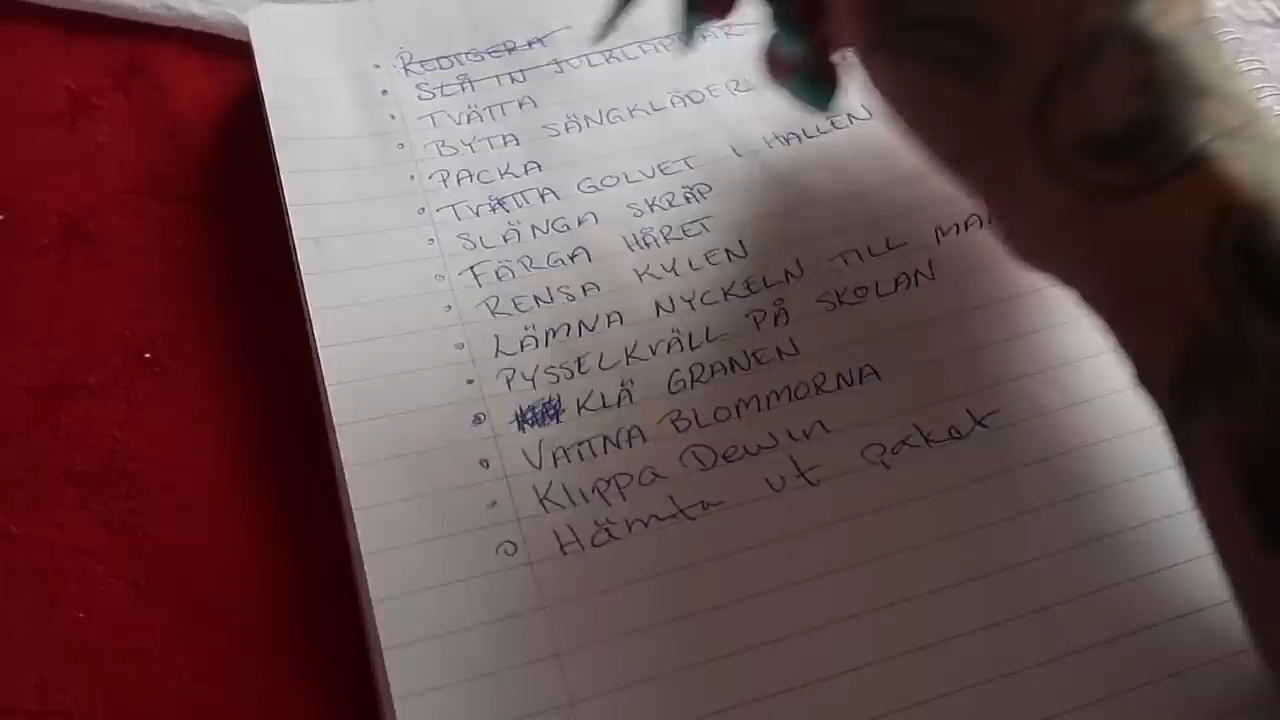 REDIGERA
SLÅ IN JULKLAPPAR
TVÄTTA
BYTA SÄNGKLÄDER
PACKA
TVÄTTA GOLVET I HALLEN
SLÄNGA SKRÄP
FÄRGA HÅRET
RENSA KYLEN
LÄMNA NYCKELN TILL
PYSSELKVÄLL PÅ SKOLAN
KLÄ GRANEN
VATTNA BLOMMORNA
Klippa Dewin
Hämta ut paket